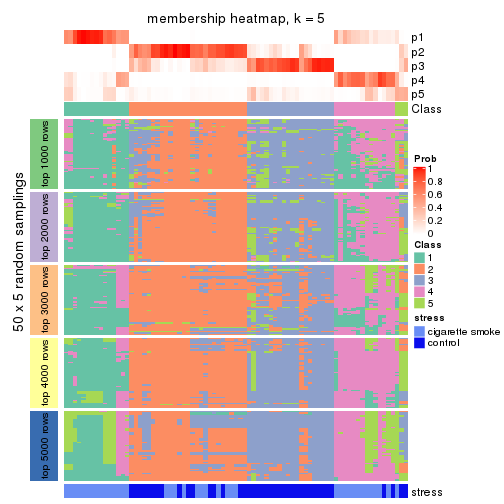 membership heatmap, k = 5
p1
p2
p3
p4
p5
Class
50 x 5 random samplings
top 1000 rows
top 2000 rows
top 3000 rows
top 4000 rows
top 5000 rows
stress
Prob
0.8
0.6
0.4
0.2
0
Class
1
2
3
4
5
stress
cigarette smoke
control